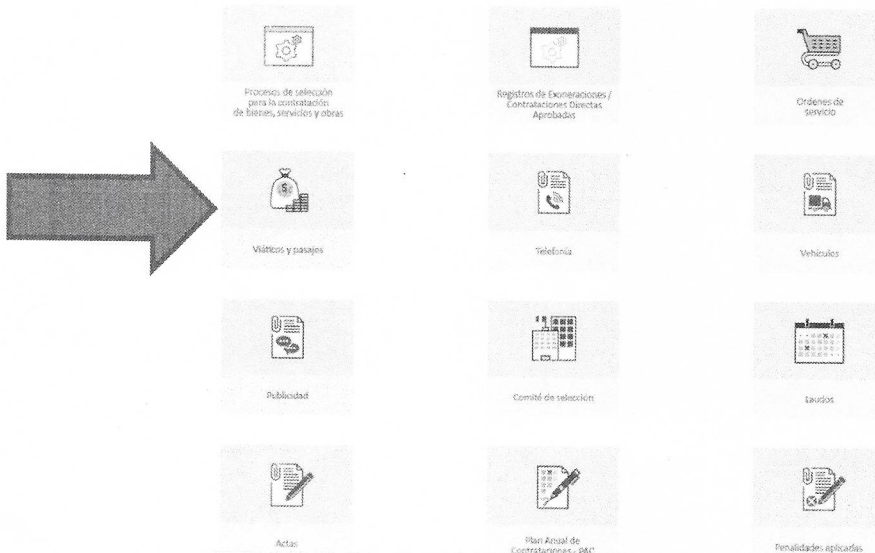 Procesos de selección
para la contratación
de bienes, servicios y obras
Registros de Exoneraciones /
Contrataciones Directas
Aprobadas
Ordenes de
servicio
$
Viáticos y pasajes
Telefonía
Vehículos
Publicidad
Comité de selección
Laudos
Actas
Plan Anual de
Contrataciones - PAC
Penalidades aplicadas